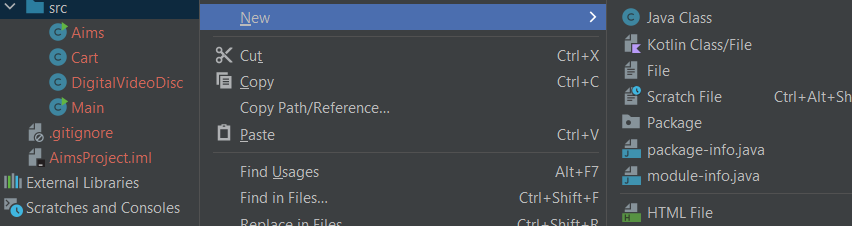 src
Aims
Cart
DigitalVideoDisc
Main
.gitignore
AimsProject.iml
External Libraries
Scratches and Consoles
New
Cut Ctrl+X
Copy Ctrl+C
Copy Path/Reference...
Paste Ctrl+V
Find Usages Alt+F7
Find in Files... Ctrl+Shift+F
Replace in Files Ctrl+Shift+R
Java Class
Kotlin Class/File
File
Scratch File Ctrl+Alt+Sh
Package
package-info.java
module-info.java
HTML File